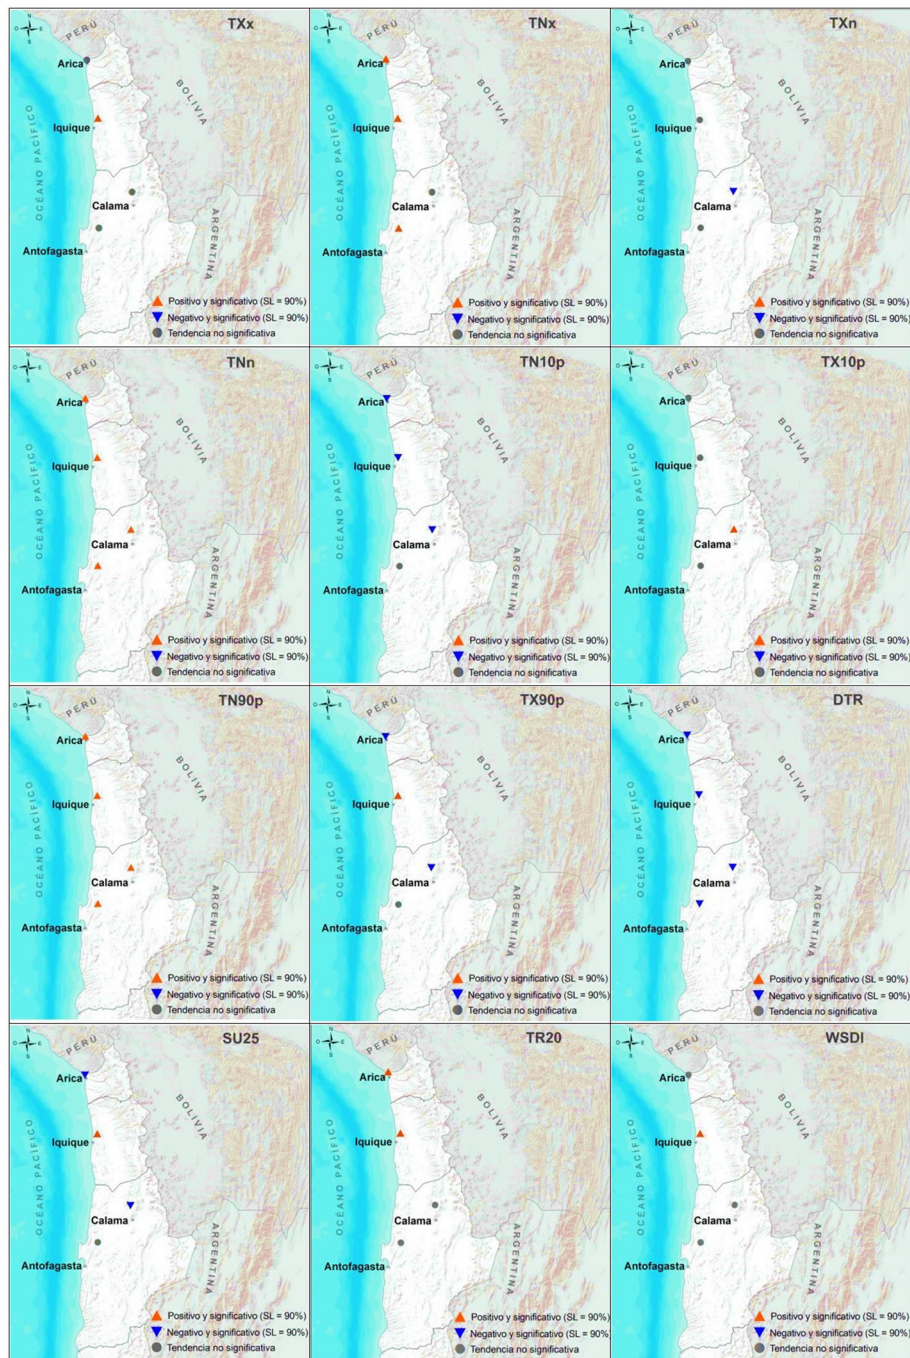 TXx
N
O E
S
PERÚ
Arica
BOLIVIA
OCÉANO PACÍFICO
Iquique
Calama
ARGENTINA
Antofagasta
Positivo y significativo (SL = 90%)
Negativo y significativo (SL = 90%)
Tendencia no significativa
TNx
N
O E
S
PERÚ
Arica
BOLIVIA
OCÉANO PACÍFICO
Iquique
Calama
ARGENTINA
Antofagasta
Positivo y significativo (SL = 90%)
Negativo y significativo (SL = 90%)
Tendencia no significativa
TXn
N
O E
S
PERÚ
Arica
BOLIVIA
OCÉANO PACÍFICO
Iquique
Calama
ARGENTINA
Antofagasta
Positivo y significativo (SL = 90%)
Negativo y significativo (SL = 90%)
Tendencia no significativa
TNn
N
O E
S
PERÚ
Arica
BOLIVIA
OCÉANO PACÍFICO
Iquique
Calama
ARGENTINA
Antofagasta
Positivo y significativo (SL = 90%)
Negativo y significativo (SL = 90%)
Tendencia no significativa
TN10p
N
O E
S
PERÚ
Arica
BOLIVIA
OCÉANO PACÍFICO
Iquique
Calama
ARGENTINA
Antofagasta
Positivo y significativo (SL = 90%)
Negativo y significativo (SL = 90%)
Tendencia no significativa
TX10p
N
O E
S
PERÚ
Arica
BOLIVIA
OCÉANO PACÍFICO
Iquique
Calama
ARGENTINA
Antofagasta
Positivo y significativo (SL = 90%)
Negativo y significativo (SL = 90%)
Tendencia no significativa
TN90p
N
O E
S
PERÚ
Arica
BOLIVIA
OCÉANO PACÍFICO
Iquique
Calama
ARGENTINA
Antofagasta
Positivo y significativo (SL = 90%)
Negativo y significativo (SL = 90%)
Tendencia no significativa
TX90p
N
O E
S
PERÚ
Arica
BOLIVIA
OCÉANO PACÍFICO
Iquique
Calama
ARGENTINA
Antofagasta
Positivo y significativo (SL = 90%)
Negativo y significativo (SL = 90%)
Tendencia no significativa
DTR
N
O E
S
PERÚ
Arica
BOLIVIA
OCÉANO PACÍFICO
Iquique
Calama
ARGENTINA
Antofagasta
Positivo y significativo (SL = 90%)
Negativo y significativo (SL = 90%)
Tendencia no significativa
SU25
N
O E
S
PERÚ
Arica
BOLIVIA
OCÉANO PACÍFICO
Iquique
Calama
ARGENTINA
Antofagasta
Positivo y significativo (SL = 90%)
Negativo y significativo (SL = 90%)
Tendencia no significativa
TR20
N
O E
S
PERÚ
Arica
BOLIVIA
OCÉANO PACÍFICO
Iquique
Calama
ARGENTINA
Antofagasta
Positivo y significativo (SL = 90%)
Negativo y significativo (SL = 90%)
Tendencia no significativa
WSDI
N
O E
S
PERÚ
Arica
BOLIVIA
OCÉANO PACÍFICO
Iquique
Calama
ARGENTINA
Antofagasta
Positivo y significativo (SL = 90%)
Negativo y significativo (SL = 90%)
Tendencia no significativa